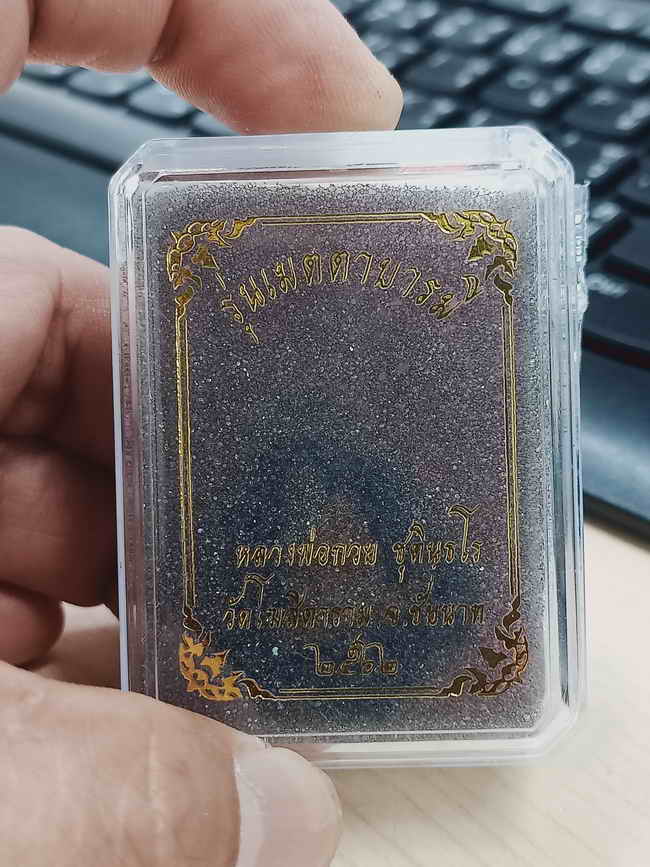 รุ่นเมตตาบารมี
หลวงพ่อกวย ชุตินฺธโร
วัดโฆสิตาราม จ.ชัยนาท
๒๕๑๒